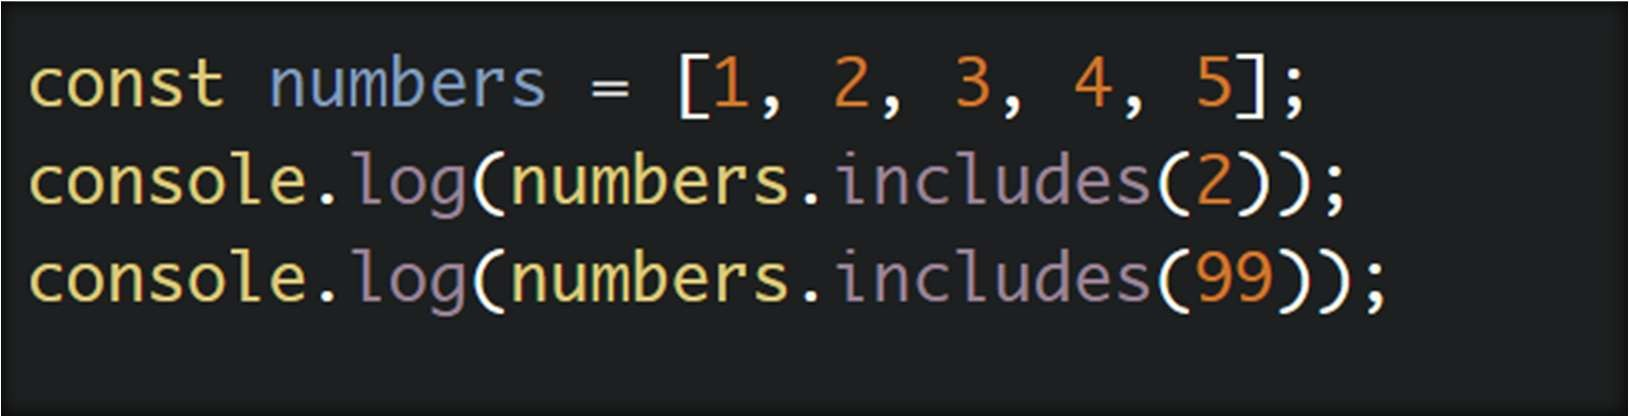 const numbers = [1, 2, 3, 4, 5];
console.log(numbers.includes(2));
console.log(numbers.includes(99));